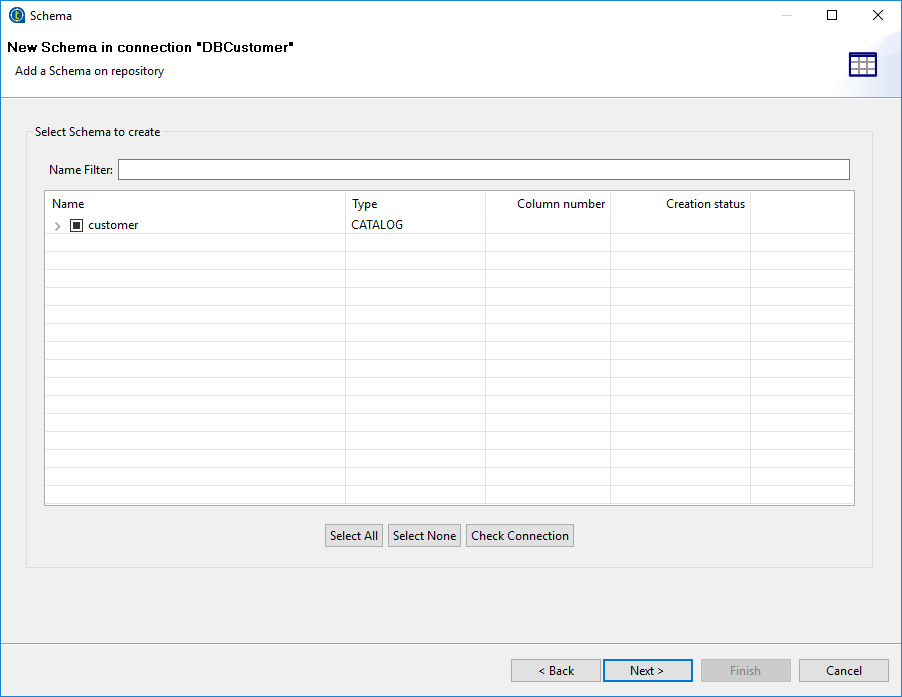 Schema
New Schema in connection "DBCustomer"
Add a Schema on repository
Select Schema to create
Name Filter:
Name Type Column number Creation status
customer CATALOG
Select All Select None Check Connection
< Back Next > Finish Cancel